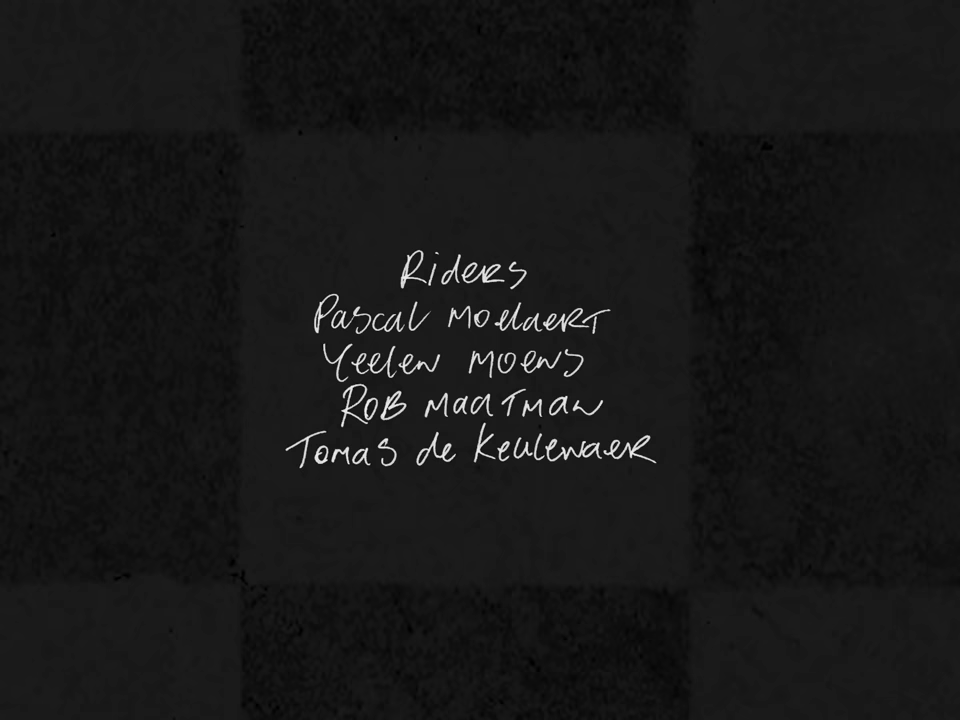 Riders
Pascal Moelaert
Yeelen Moens
Rob Maatman
Tomas de Keulenaer